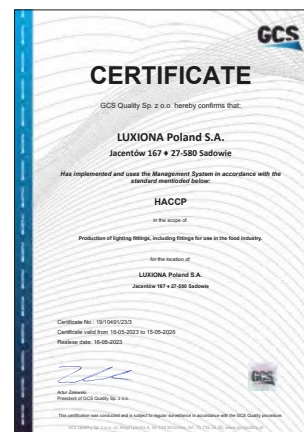 GCS
CERTIFICATE
GCS Quality Sp. z o.o. hereby confirms that:
LUXIONA Poland S.A.
Jacentów 167 ♦ 27-580 Sadowie
Has implemented and uses the Management System in accordance with the
standard mentioded below:
HACCP
in the scope of:
Production of lighting fittings, including fittings for use in the food industry.
for the location of:
LUXIONA Poland S.A.
Jacentów 167 ♦ 27-580 Sadowie
Certificate No.: 19/10491/23/3
Certificate valid from 16-05-2023 to 15-05-2026
Reslese date: 16-05-2023
Artur Zalewski
President of GCS Quality Sp. z o.o.
GCS
This certification was conducted and is subject to regular surveilance in accordance with the GCS Quality procedure.